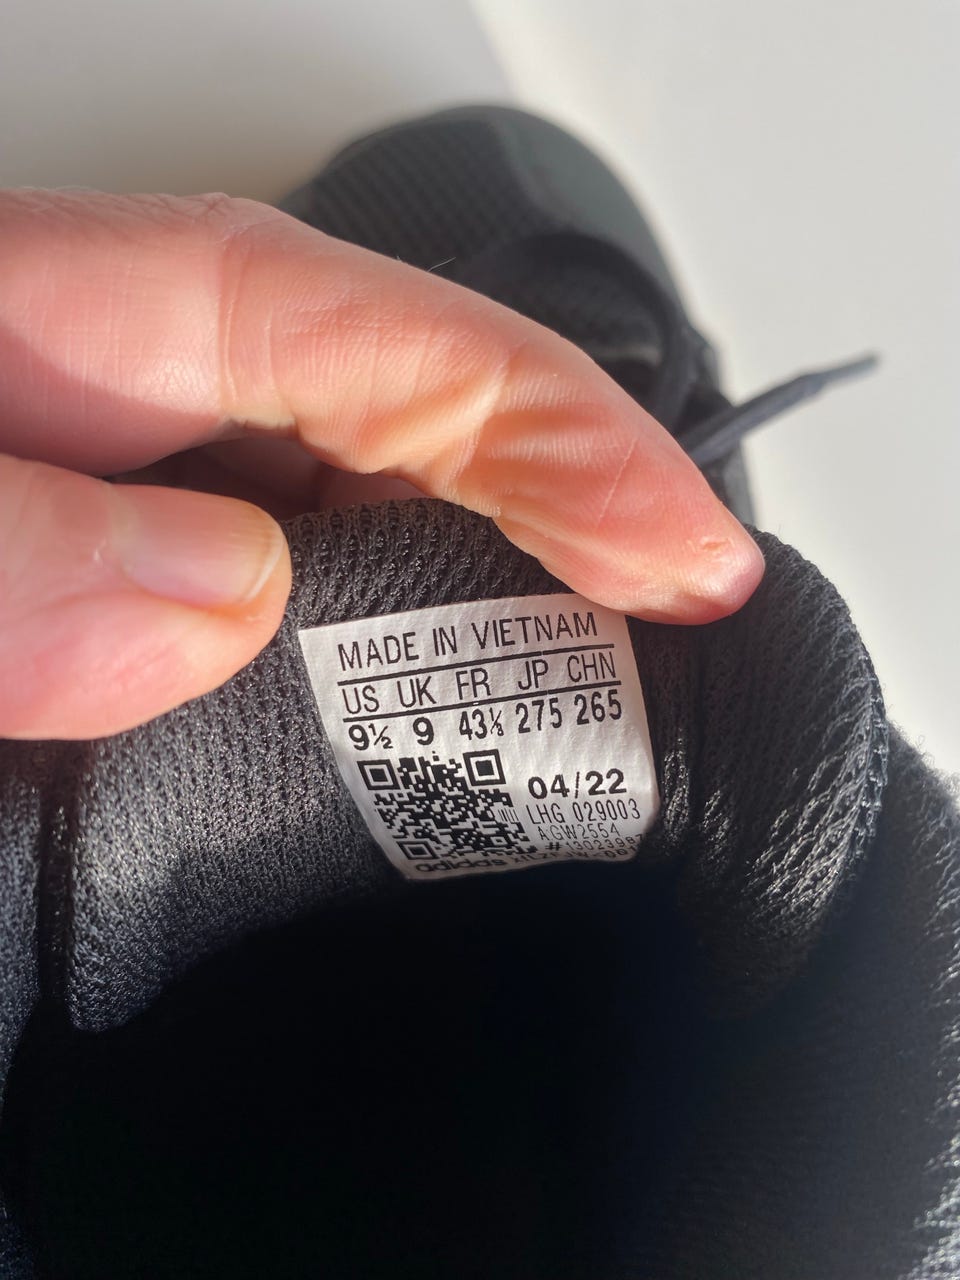 MADE IN VIETNAM
US UK FR JP CHN
9½ 9 43⅓ 275 265
04/22
LHG 029003
AGW2554
#1302398
adidas